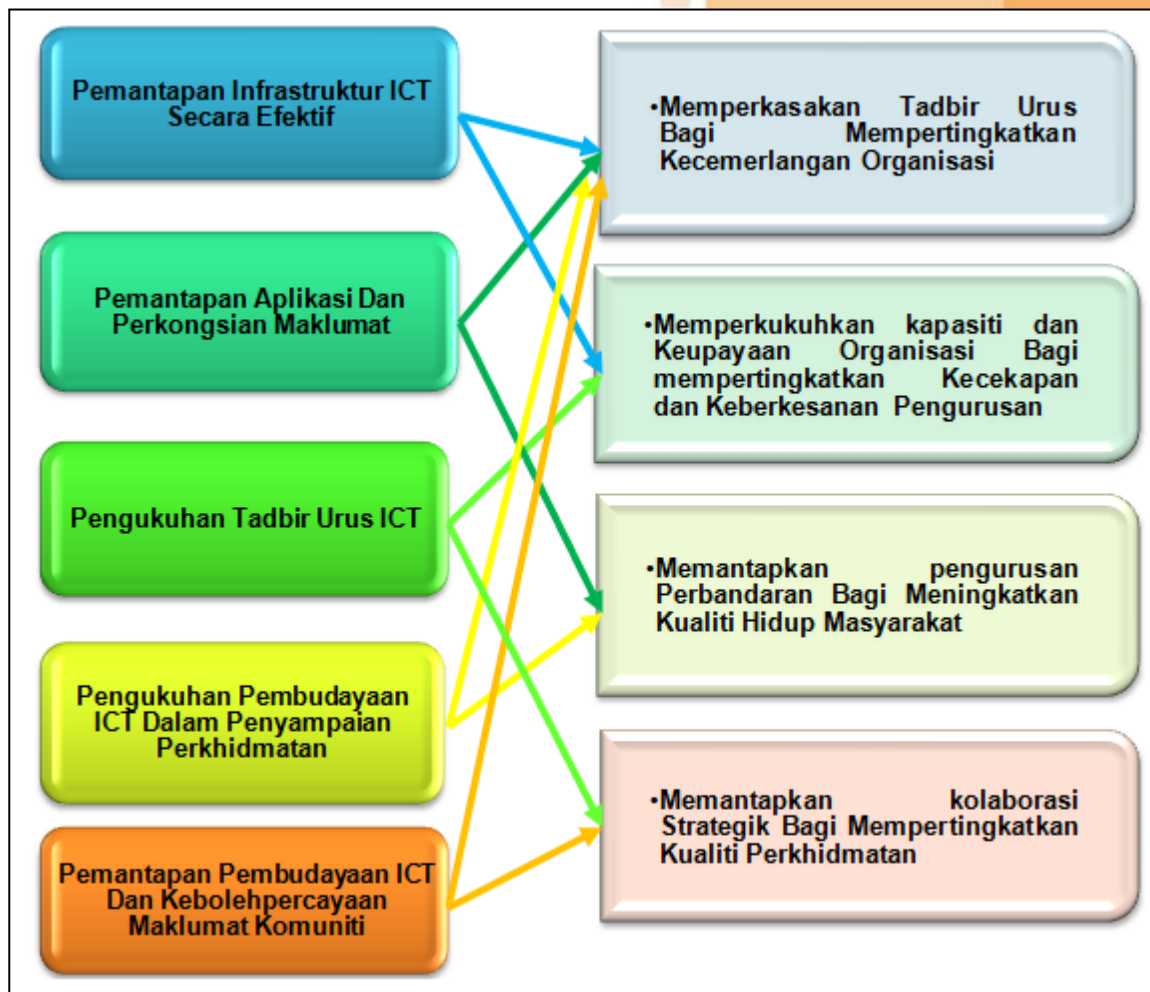 Pemantapan Infrastruktur ICT
Secara Efektif
Pemantapan Aplikasi Dan
Perkongsian Maklumat
Pengukuhan Tadbir Urus ICT
Pengukuhan Pembudayaan
ICT Dalam Penyampaian
Perkhidmatan
Pemantapan Pembudayaan ICT
Dan Kebolehpercayaan
Maklumat Komuniti
•Memperkasakan Tadbir Urus
Bagi Mempertingkatkan
Kecemerlangan Organisasi
•Memperkukuhkan kapasiti dan
Keupayaan Organisasi Bagi
mempertingkatkan Kecekapan
dan Keberkesanan Pengurusan
•Memantapkan pengurusan
Perbandaran Bagi Meningkatkan
Kualiti Hidup Masyarakat
•Memantapkan kolaborasi
Strategik Bagi Mempertingkatkan
Kualiti Perkhidmatan